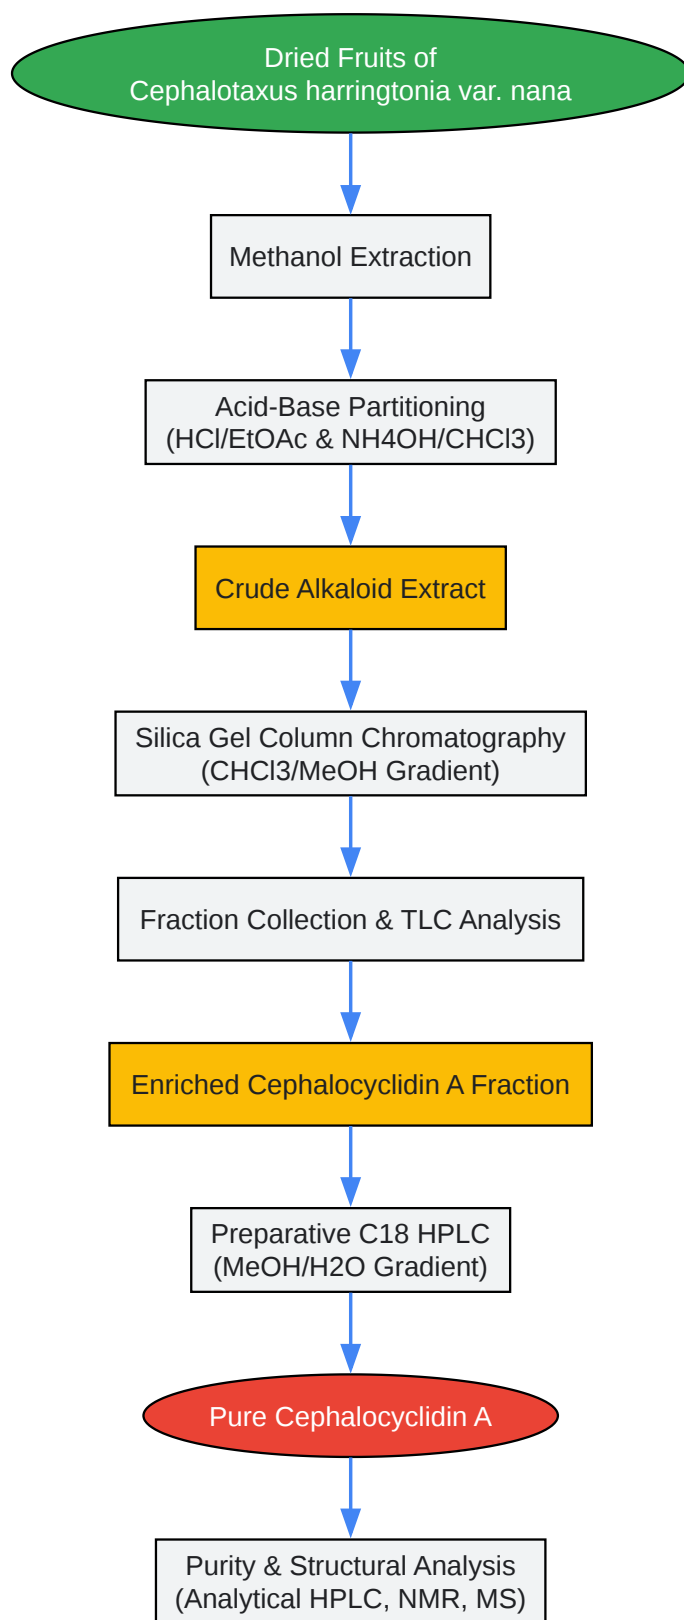 Dried Fruits of
Cephalotaxus harringtonia var. nana
Methanol Extraction
Acid-Base Partitioning
(HCl/EtOAc & NH4OH/CHCl3)
Crude Alkaloid Extract
Silica Gel Column Chromatography
(CHCl3/MeOH Gradient)
Fraction Collection & TLC Analysis
Enriched Cephalocyclidin A Fraction
Preparative C18 HPLC
(MeOH/H2O Gradient)
Pure Cephalocyclidin A
Purity & Structural Analysis
(Analytical HPLC, NMR, MS)